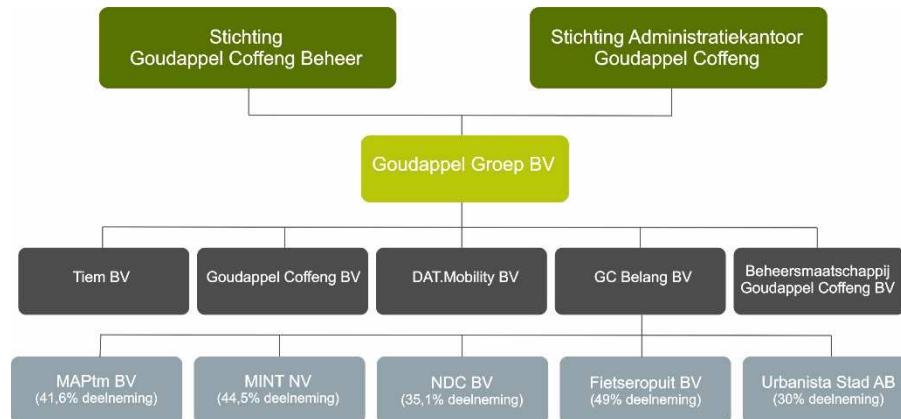 Stichting
Goudappel Coffeng Beheer
Stichting Administratiekantoor
Goudappel Coffeng
Goudappel Groep BV
Tiem BV
Goudappel Coffeng BV
DAT.Mobility BV
GC Belang BV
Beheersmaatschappij
Goudappel Coffeng BV
MAPtm BV
(41,6% deelneming)
MINT NV
(44,5% deelneming)
NDC BV
(35,1% deelneming)
Fietseropuit BV
(49% deelneming)
Urbanista Stad AB
(30% deelneming)